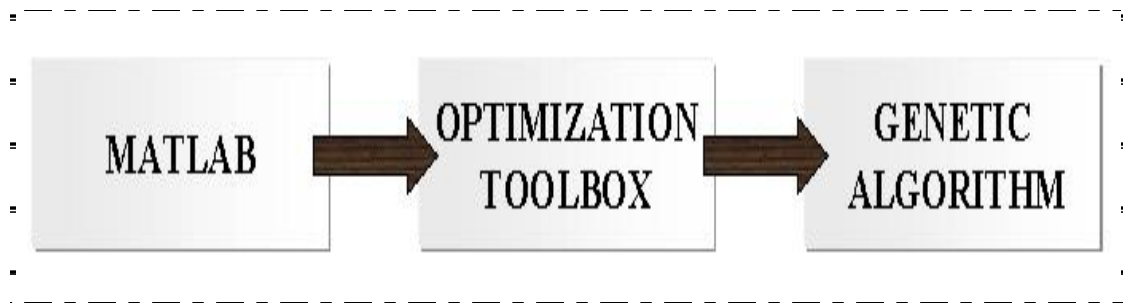 MATLAB
OPTIMIZATION
TOOLBOX
GENETIC
ALGORITHM